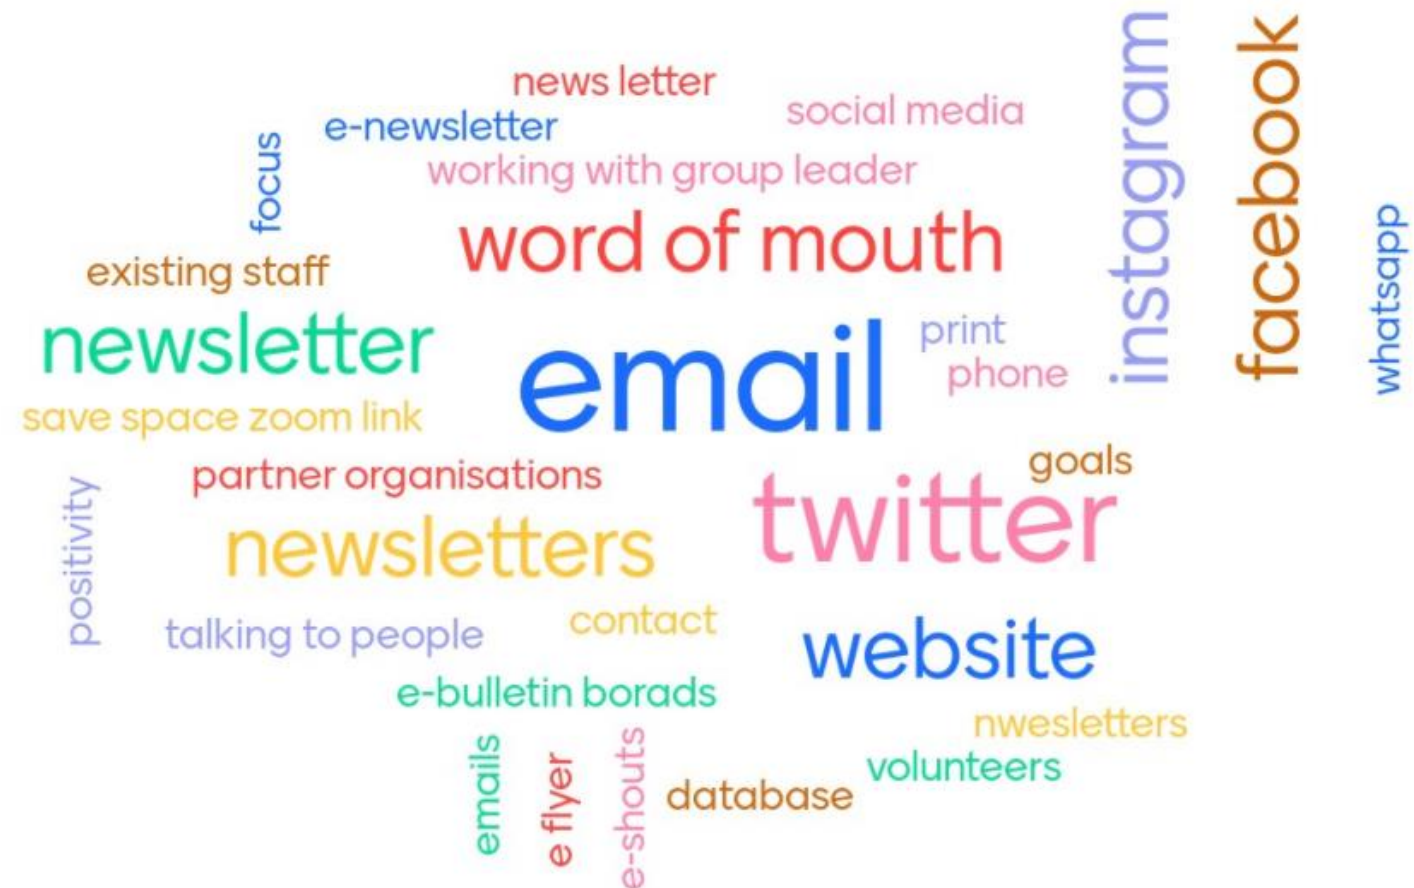 news letter
social media
e-newsletter
focus
working with group leader
instagram
facebook
whatsapp
word of mouth
existing staff
newsletter
email
print
phone
save space zoom link
goals
partner organisations
twitter
positivity
newsletters
contact
talking to people
website
e-bulletin borads
nwesletters
volunteers
emails
e flyer
e-shouts
database